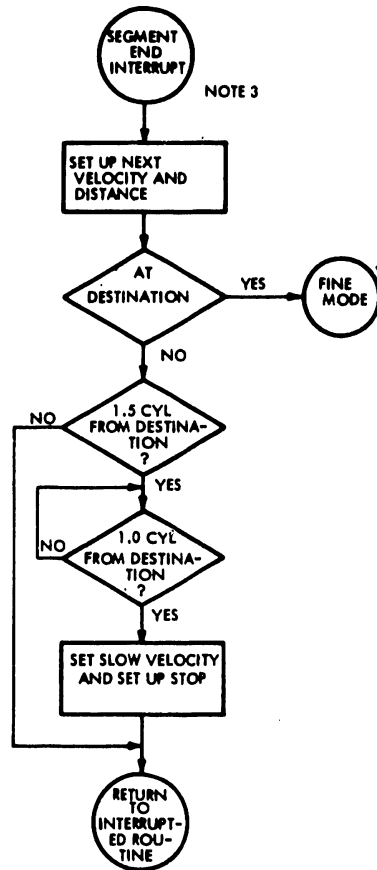 SEGMENT
END
INTERRUPT
NOTE 3
SET UP NEXT
VELOCITY AND
DISTANCE
AT
DESTINATION
YES
FINE
MODE
NO
1.5 CYL
FROM DESTINA-
TION
?
NO
YES
1.0 CYL
FROM DESTINA-
TION
?
NO
YES
SET SLOW VELOCITY
AND SET UP STOP
RETURN
TO
INTERRUPT-
ED ROU-
TINE